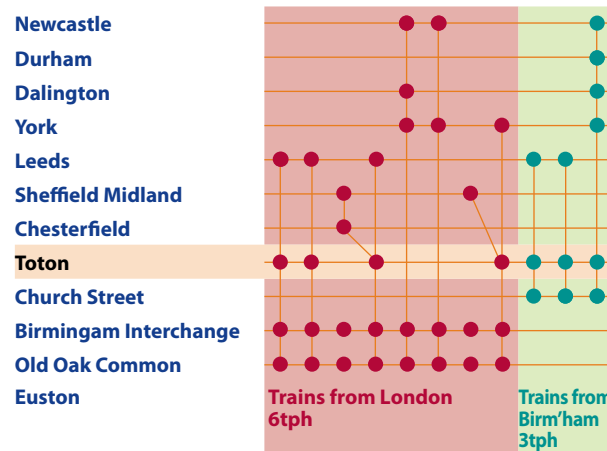 Newcastle
Durham
Dalington
York
Leeds
Sheffield Midland
Chesterfield
Toton
Church Street
Birmingam Interchange
Old Oak Common
Euston
Trains from London
6tph
Trains from
Birm'ham
3tph